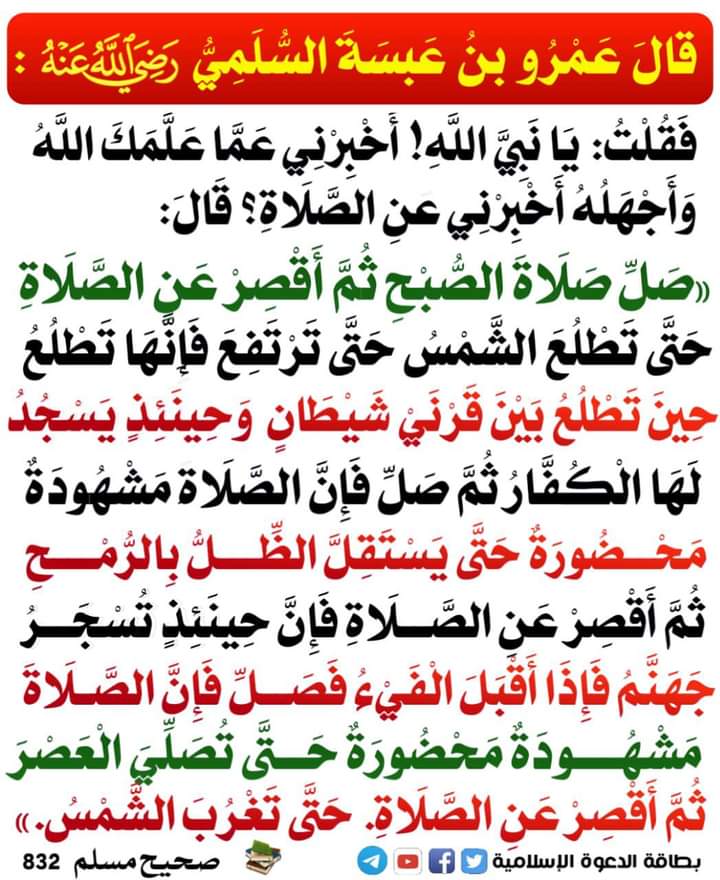 قَالَ عَمْرُو بنُ عَبسَةَ السُّلَمِيُّ رَضِيَ اللَّهُ عَنْهُ :
فَقُلْتُ: يَا نَبِيَّ اللَّهِ! أَخْبِرْنِي عَمَّا عَلَّمَكَ اللَّهُ
وَأَجْهَلُهُ أَخْبِرْنِي عَنِ الصَّلَاةِ؟ قَالَ:
((صَلِّ صَلَاةَ الصُّبْحِ ثُمَّ أَقْصِرْ عَنِ الصَّلَاةِ
حَتَّى تَطْلُعَ الشَّمْسُ حَتَّى تَرْتَفِعَ فَإِنَّهَا تَطْلُعُ
حِينَ تَطْلُعُ بَيْنَ قَرْنَيْ شَيْطَانٍ وَحِينَئِذٍ يَسْجُدُ
لَهَا الْكُفَّارُ ثُمَّ صَلِّ فَإِنَّ الصَّلَاةَ مَشْهُودَةٌ
مَحْضُورَةٌ حَتَّى يَسْتَقِلَّ الظِّلُّ بِالرُّمْحِ
ثُمَّ أَقْصِرْ عَنِ الصَّلَاةِ فَإِنَّ حِينَئِذٍ تُسْجَرُ
جَهَنَّمُ فَإِذَا أَقْبَلَ الْفَيْءُ فَصَلِّ فَإِنَّ الصَّلَاةَ
مَشْهُودَةٌ مَحْضُورَةٌ حَتَّى تُصَلِّيَ الْعَصْرَ
ثُمَّ أَقْصِرْ عَنِ الصَّلَاةِ. حَتَّى تَغْرُبَ الشَّمْسُ.))
بطاقة الدعوة الإسلامية صحيح مسلم 832